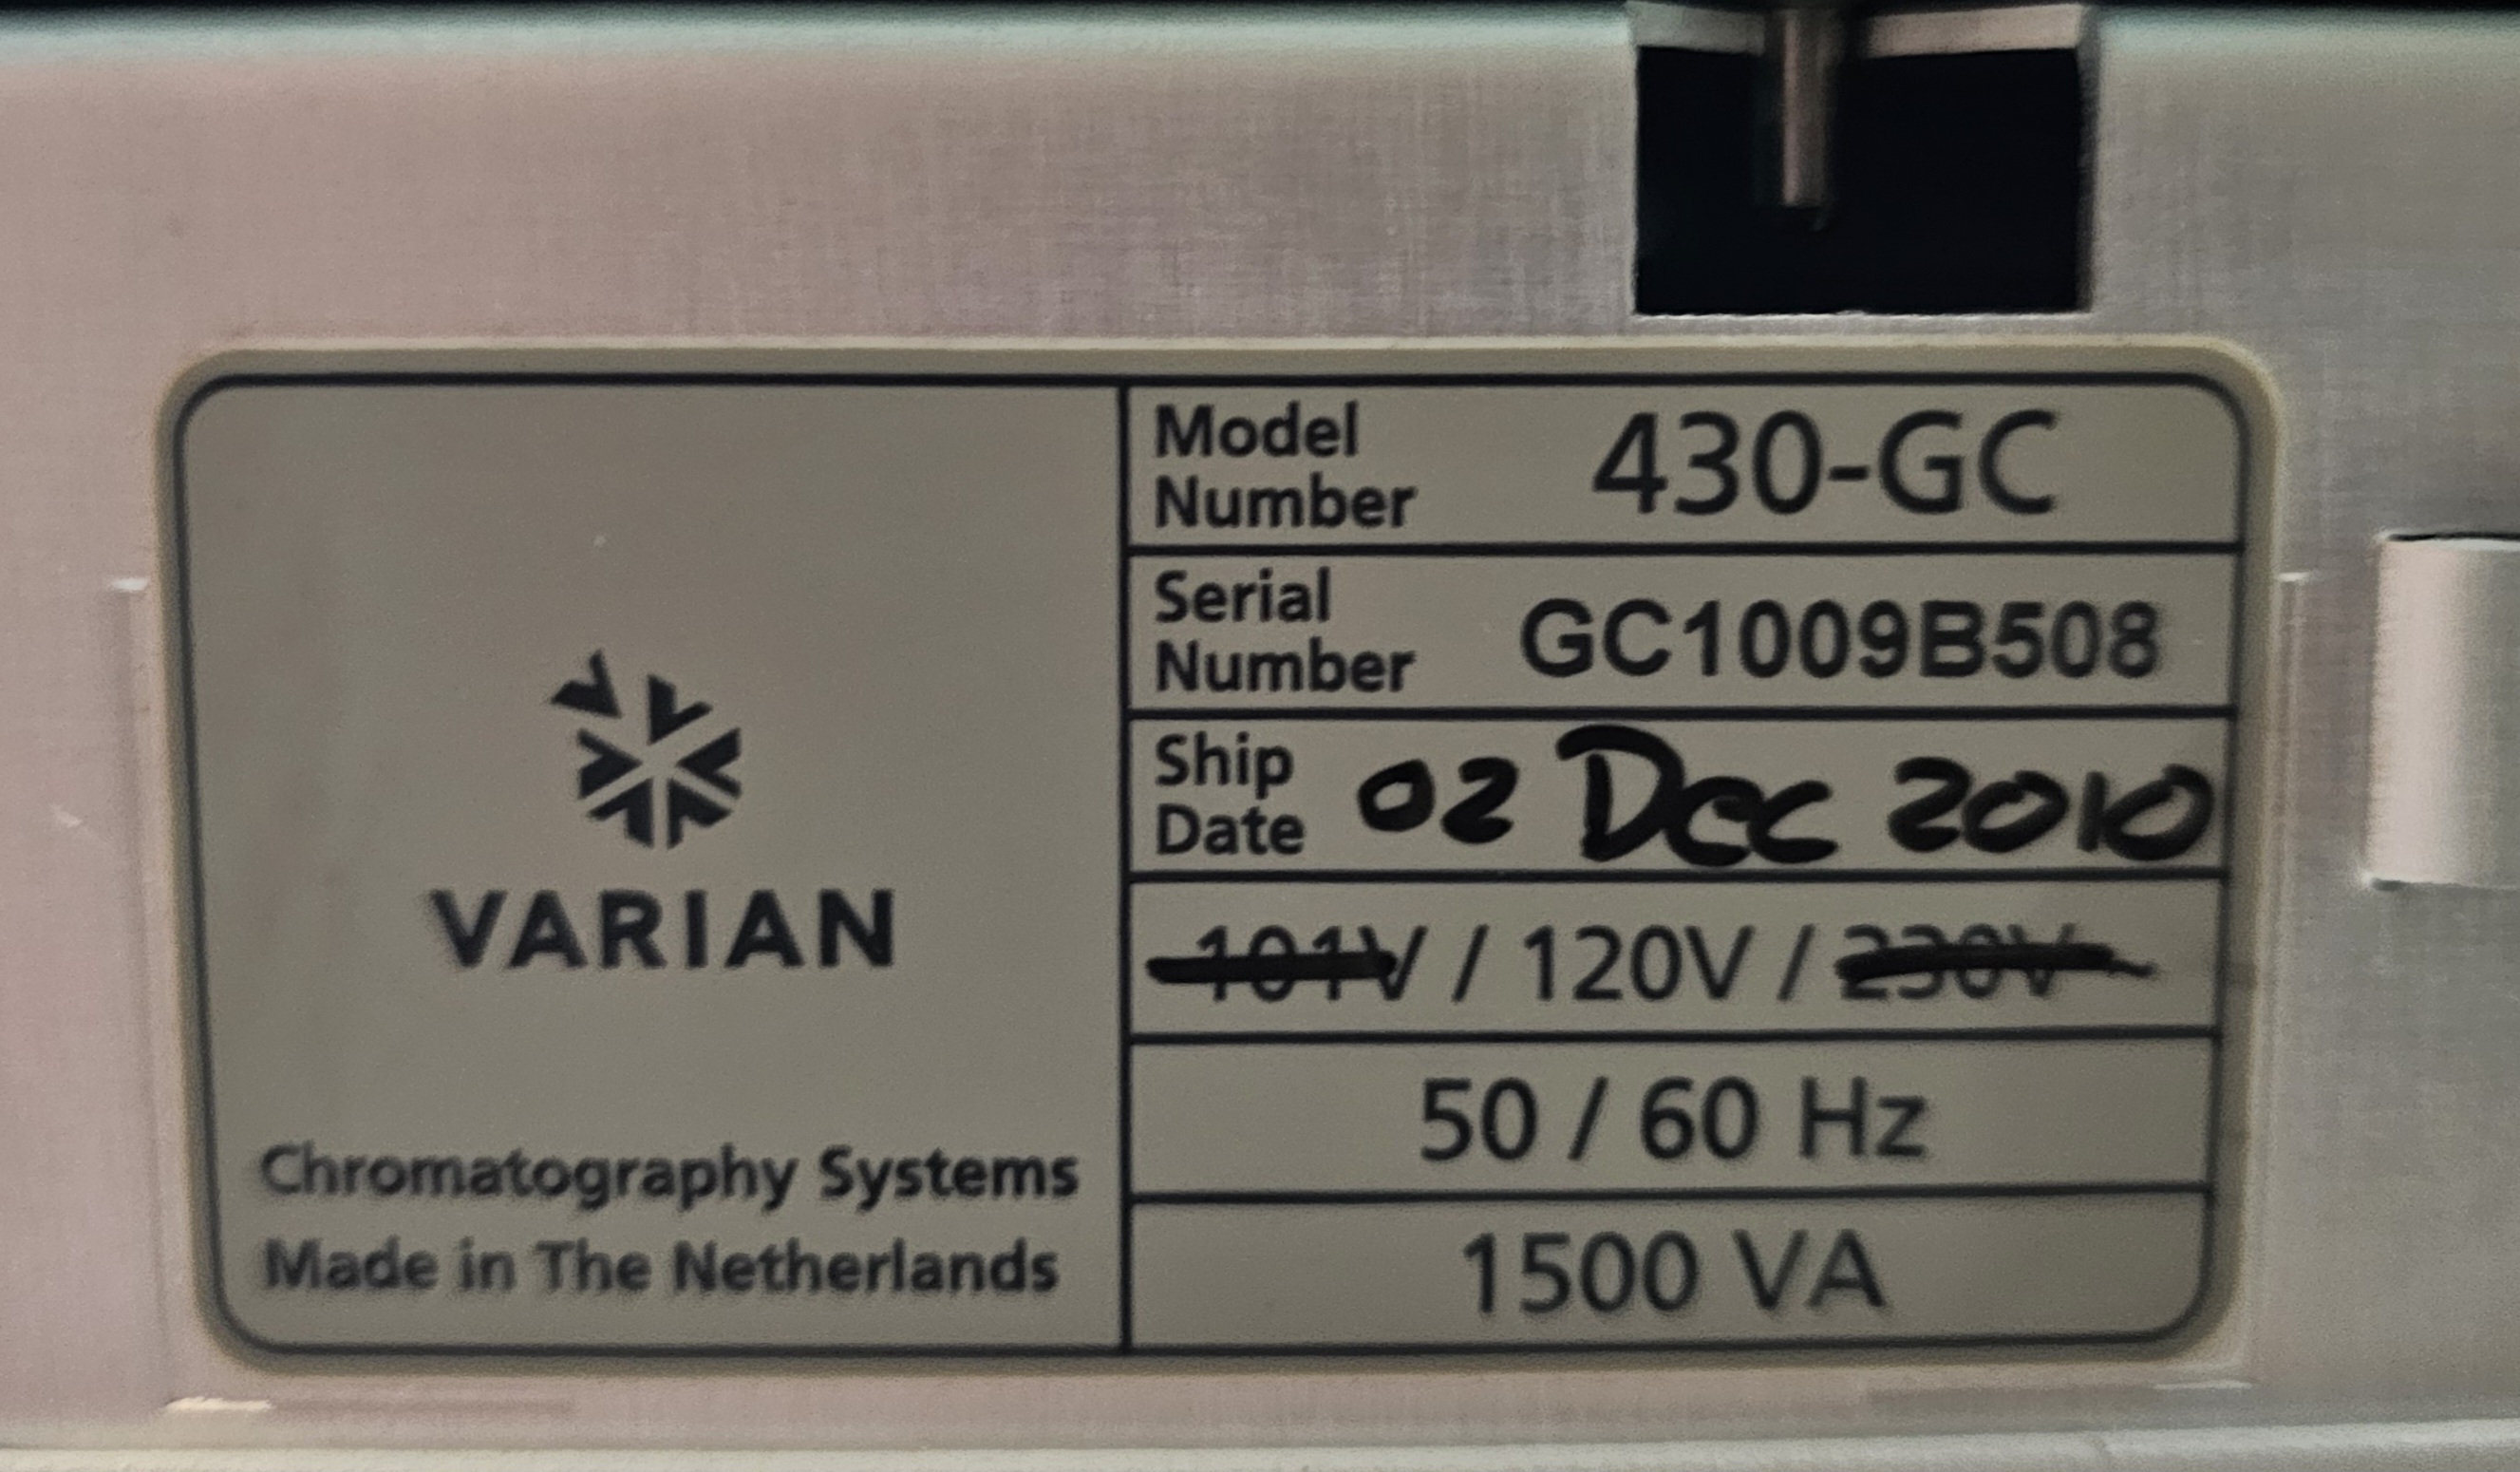 VARIAN
Chromatography Systems
Made in The Netherlands
Model Number 430-GC
Serial Number GC1009B508
Ship Date 02 Dec 2010
101V / 120V / 230V
50 / 60 Hz
1500 VA